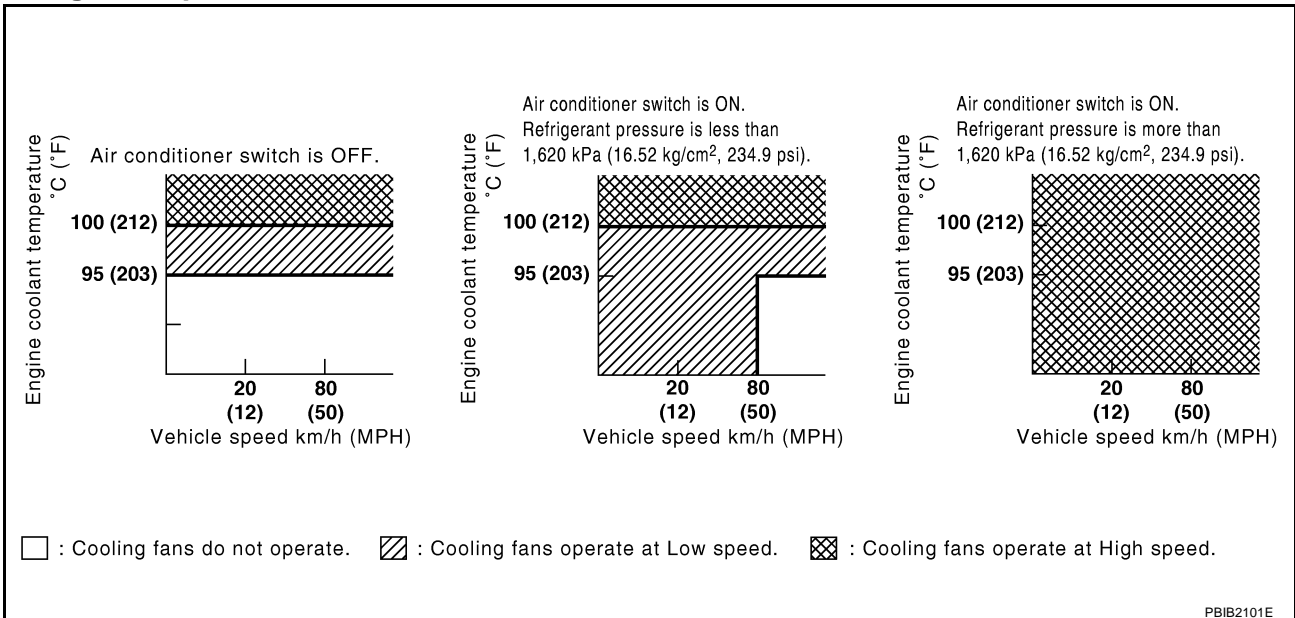 Air conditioner switch is OFF.
Engine coolant temperature
°C (°F)
100 (212)
95 (203)
20
(12)
80
(50)
Vehicle speed km/h (MPH)
Air conditioner switch is ON.
Refrigerant pressure is less than
1,620 kPa (16.52 kg/cm², 234.9 psi).
Engine coolant temperature
°C (°F)
100 (212)
95 (203)
20
(12)
80
(50)
Vehicle speed km/h (MPH)
Air conditioner switch is ON.
Refrigerant pressure is more than
1,620 kPa (16.52 kg/cm², 234.9 psi).
Engine coolant temperature
°C (°F)
100 (212)
95 (203)
20
(12)
80
(50)
Vehicle speed km/h (MPH)
: Cooling fans do not operate.
: Cooling fans operate at Low speed.
: Cooling fans operate at High speed.
PBIB2101E